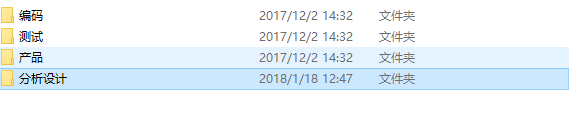 编码 2017/12/2 14:32 文件夹
测试 2017/12/2 14:32 文件夹
产品 2017/12/2 14:32 文件夹
分析设计 2018/1/18 12:47 文件夹